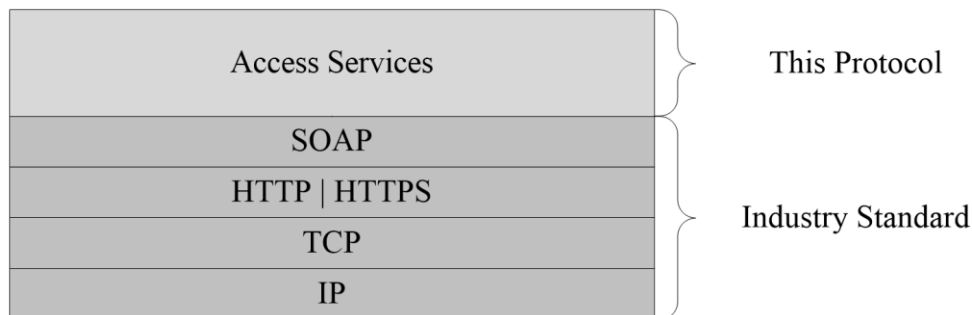 Access Services
This Protocol
SOAP
HTTP | HTTPS
Industry Standard
TCP
IP